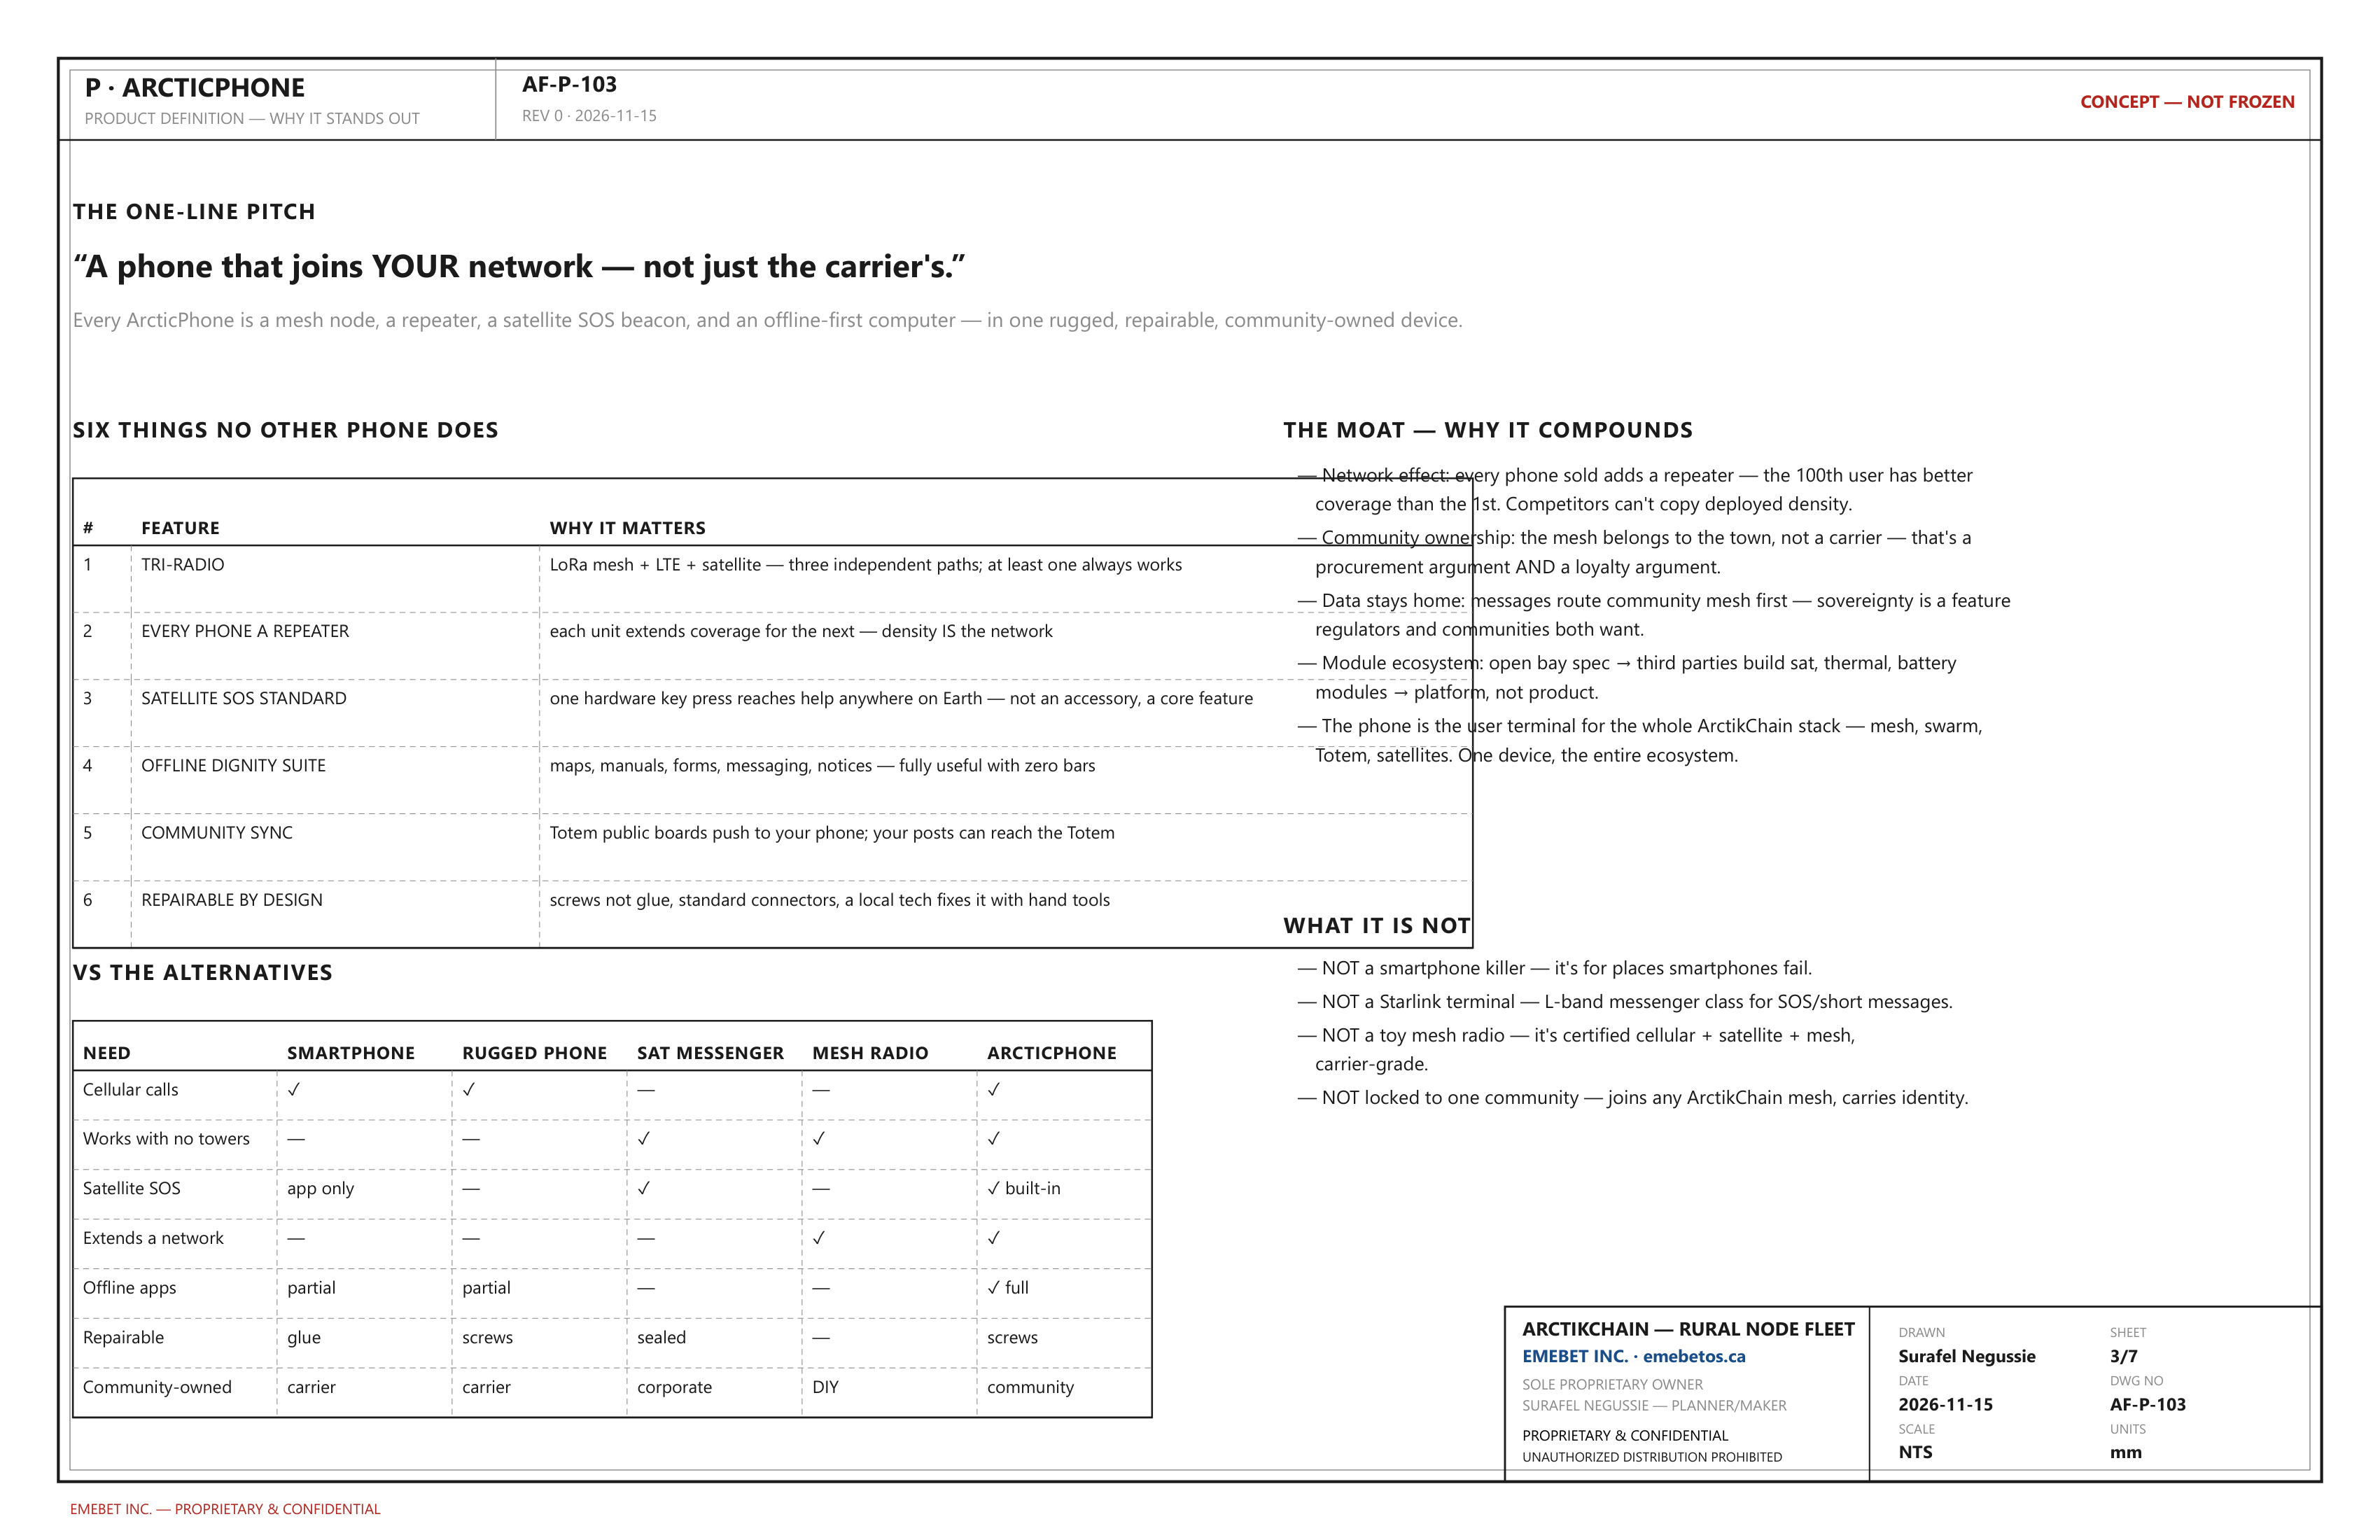 P · ARCTICPHONE
PRODUCT DEFINITION — WHY IT STANDS OUT
AF-P-103
REV 0 · 2026-11-15
CONCEPT — NOT FROZEN
THE ONE-LINE PITCH
“A phone that joins YOUR network — not just the carrier's.”
Every ArcticPhone is a mesh node, a repeater, a satellite SOS beacon, and an offline-first computer — in one rugged, repairable, community-owned device.
SIX THINGS NO OTHER PHONE DOES
# FEATURE WHY IT MATTERS
1 TRI-RADIO LoRa mesh + LTE + satellite — three independent paths; at least one always works
2 EVERY PHONE A REPEATER each unit extends coverage for the next — density IS the network
3 SATELLITE SOS STANDARD one hardware key press reaches help anywhere on Earth — not an accessory, a core feature
4 OFFLINE DIGNITY SUITE maps, manuals, forms, messaging, notices — fully useful with zero bars
5 COMMUNITY SYNC Totem public boards push to your phone; your posts can reach the Totem
6 REPAIRABLE BY DESIGN screws not glue, standard connectors, a local tech fixes it with hand tools
THE MOAT — WHY IT COMPOUNDS
— Network effect: every phone sold adds a repeater — the 100th user has better
coverage than the 1st. Competitors can't copy deployed density.
— Community ownership: the mesh belongs to the town, not a carrier — that's a
procurement argument AND a loyalty argument.
— Data stays home: messages route community mesh first — sovereignty is a feature
regulators and communities both want.
— Module ecosystem: open bay spec → third parties build sat, thermal, battery
modules → platform, not product.
— The phone is the user terminal for the whole ArctikChain stack — mesh, swarm,
Totem, satellites. One device, the entire ecosystem.
WHAT IT IS NOT
— NOT a smartphone killer — it's for places smartphones fail.
— NOT a Starlink terminal — L-band messenger class for SOS/short messages.
— NOT a toy mesh radio — it's certified cellular + satellite + mesh,
carrier-grade.
— NOT locked to one community — joins any ArctikChain mesh, carries identity.
VS THE ALTERNATIVES
NEED SMARTPHONE RUGGED PHONE SAT MESSENGER MESH RADIO ARCTICPHONE
Cellular calls ✓ ✓ — — ✓
Works with no towers — — ✓ ✓ ✓
Satellite SOS app only — ✓ — ✓ built-in
Extends a network — — — ✓ ✓
Offline apps partial partial — — ✓ full
Repairable glue screws sealed — screws
Community-owned carrier carrier corporate DIY community
ARCTIKCHAIN — RURAL NODE FLEET
EMEBET INC. · emebetos.ca
SOLE PROPRIETARY OWNER
SURAFEL NEGUSSIE — PLANNER/MAKER
PROPRIETARY & CONFIDENTIAL
UNAUTHORIZED DISTRIBUTION PROHIBITED
DRAWN SHEET
Surafel Negussie 3/7
DATE DWG NO
2026-11-15 AF-P-103
SCALE UNITS
NTS mm
EMEBET INC. — PROPRIETARY & CONFIDENTIAL